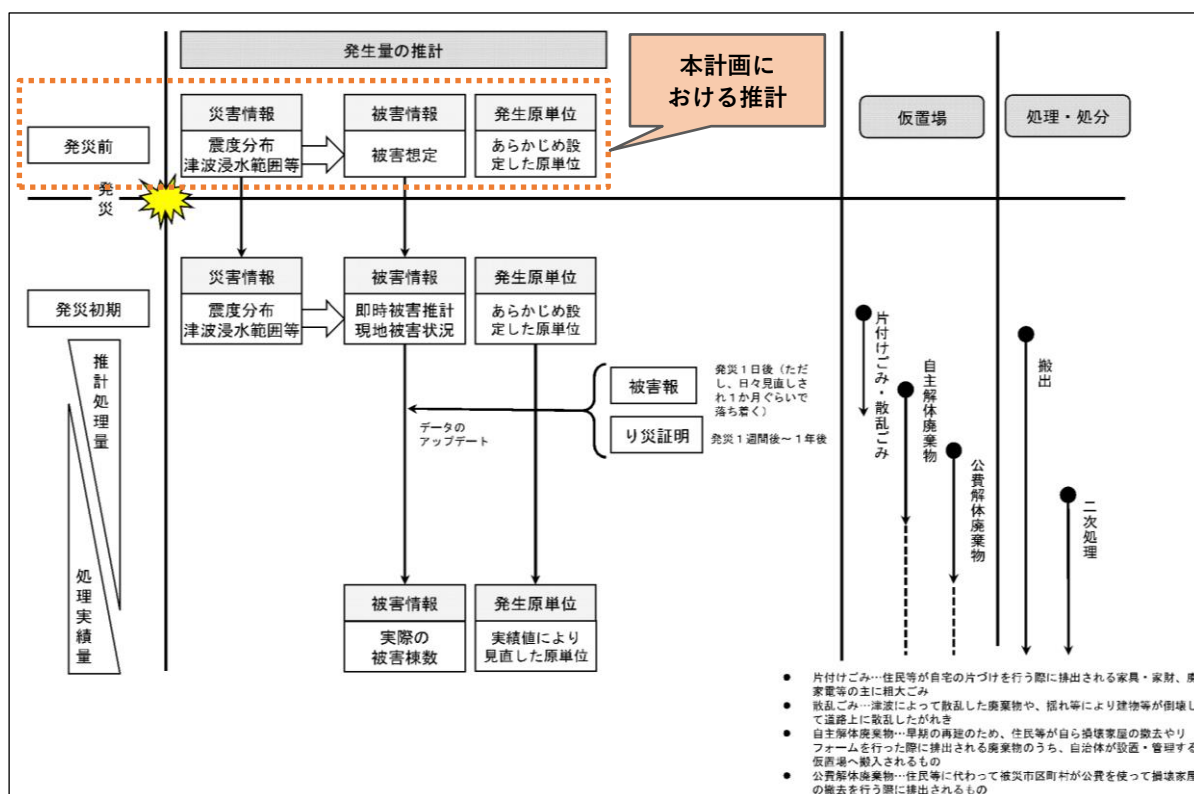 発生量の推計
本計画に
おける推計
仮置場
処理・処分
発災前
災害情報
震度分布
津波浸水範囲等
被害情報
被害想定
発生原単位
あらかじめ設
定した原単位
発災
発災初期
災害情報
震度分布
津波浸水範囲等
被害情報
即時被害推計
現地被害状況
発生原単位
あらかじめ設
定した原単位
推計処理量
処理実績量
データの
アップデート
被害報
発災1日後（ただ
し、日々見直しさ
れ1か月ぐらいで
落ち着く）
り災証明
発災1週間後～1年後
被害情報
実際の
被害棟数
発生原単位
実績値により
見直した原単位
片付けごみ・散乱ごみ
自主解体廃棄物
公費解体廃棄物
搬出
二次処理
● 片付けごみ…住民等が自宅の片づけを行う際に排出される家具・家財、廃
家電等の主に粗大ごみ
● 散乱ごみ…津波によって散乱した廃棄物や、揺れ等により建物等が倒壊し
て道路上に散乱したがれき
● 自主解体廃棄物…早期の再建のため、住民等が自ら損壊家屋の撤去やリ
フォームを行った際に排出される廃棄物のうち、自治体が設置・管理する
仮置場へ搬入されるもの
● 公費解体廃棄物…住民等に代わって被災市区町村が公費を使って損壊家屋
の撤去を行う際に排出されるもの